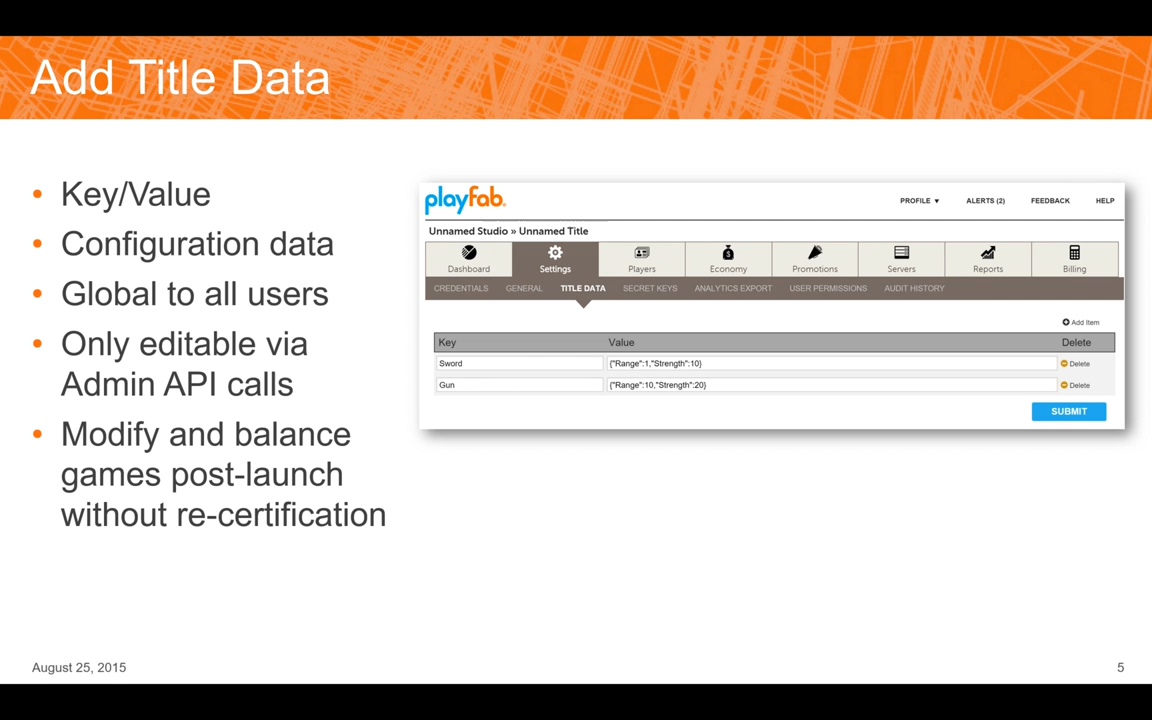 Add Title Data
• Key/Value
• Configuration data
• Global to all users
• Only editable via
Admin API calls
• Modify and balance
games post-launch
without re-certification
playfab.
PROFILE ▼ ALERTS (2) FEEDBACK HELP
Unnamed Studio » Unnamed Title
Dashboard Settings Players Economy Promotions Servers Reports Billing
CREDENTIALS GENERAL TITLE DATA SECRET KEYS ANALYTICS EXPORT USER PERMISSIONS AUDIT HISTORY
Add Item
Key Value Delete
Sword {"Range":1,"Strength":10} Delete
Gun {"Range":10,"Strength":20} Delete
SUBMIT
August 25, 2015 5